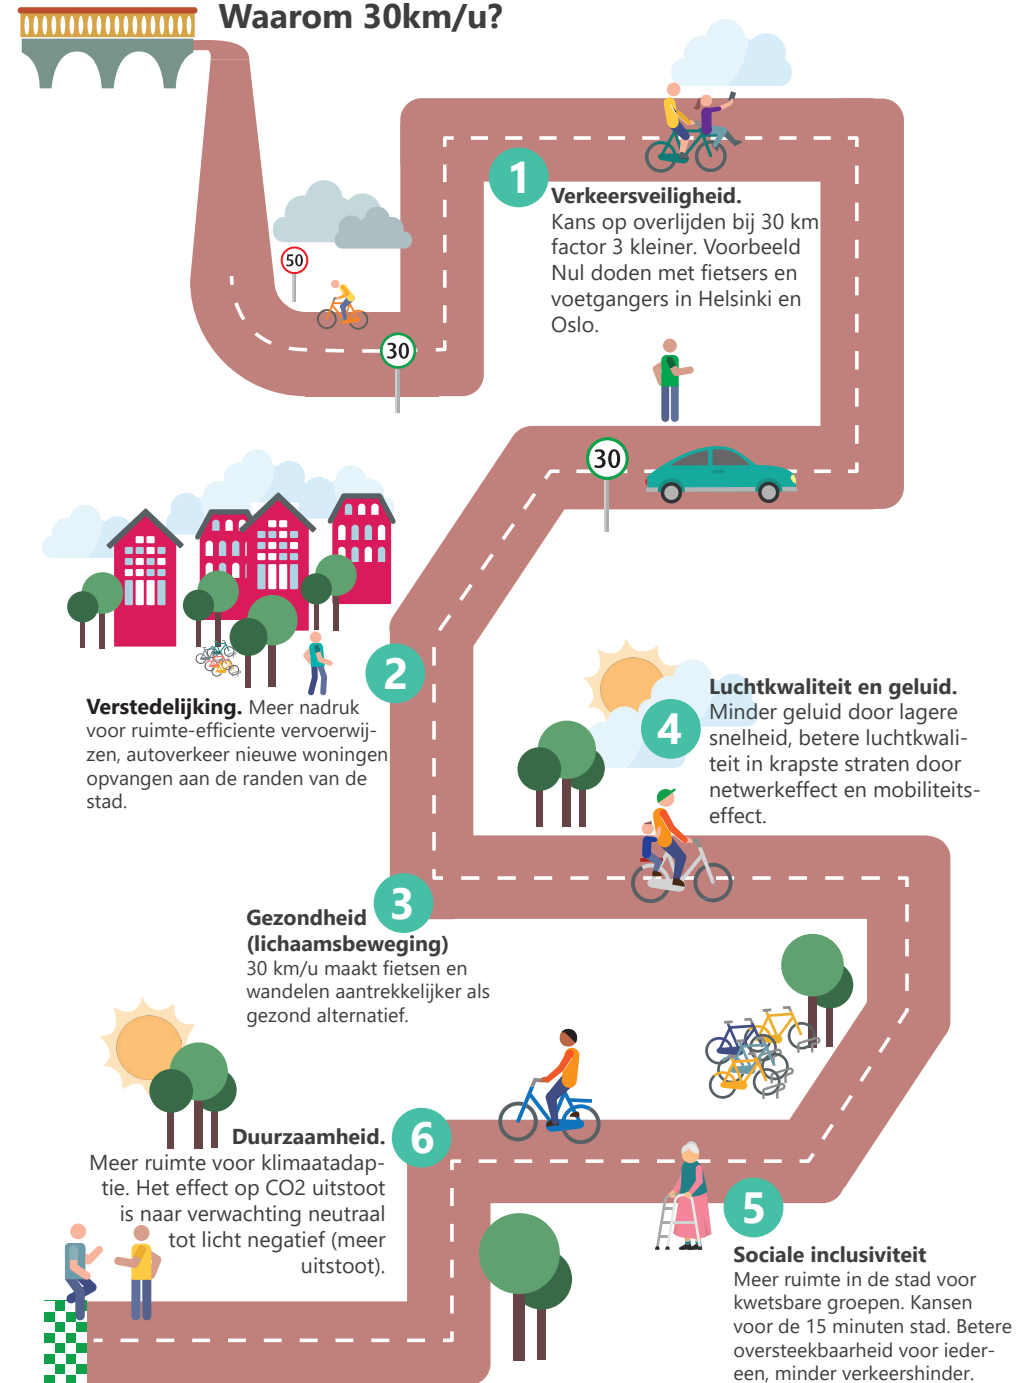 Waarom 30km/u?
50
30
1
Verkeersveiligheid.
Kans op overlijden bij 30 km
factor 3 kleiner. Voorbeeld
Nul doden met fietsers en
voetgangers in Helsinki en
Oslo.
30
2
Verstedelijking. Meer nadruk
voor ruimte-efficiente vervoerwij-
zen, autoverkeer nieuwe woningen
opvangen aan de randen van de
stad.
3
Gezondheid
(lichaamsbeweging)
30 km/u maakt fietsen en
wandelen aantrekkelijker als
gezond alternatief.
4
Luchtkwaliteit en geluid.
Minder geluid door lagere
snelheid, betere luchtkwali-
teit in krapste straten door
netwerkeffect en mobiliteits-
effect.
5
Sociale inclusiviteit
Meer ruimte in de stad voor
kwetsbare groepen. Kansen
voor de 15 minuten stad. Betere
oversteekbaarheid voor ieder-
een, minder verkeershinder.
6
Duurzaamheid.
Meer ruimte voor klimaatadap-
tie. Het effect op CO2 uitstoot
is naar verwachting neutraal
tot licht negatief (meer
uitstoot).